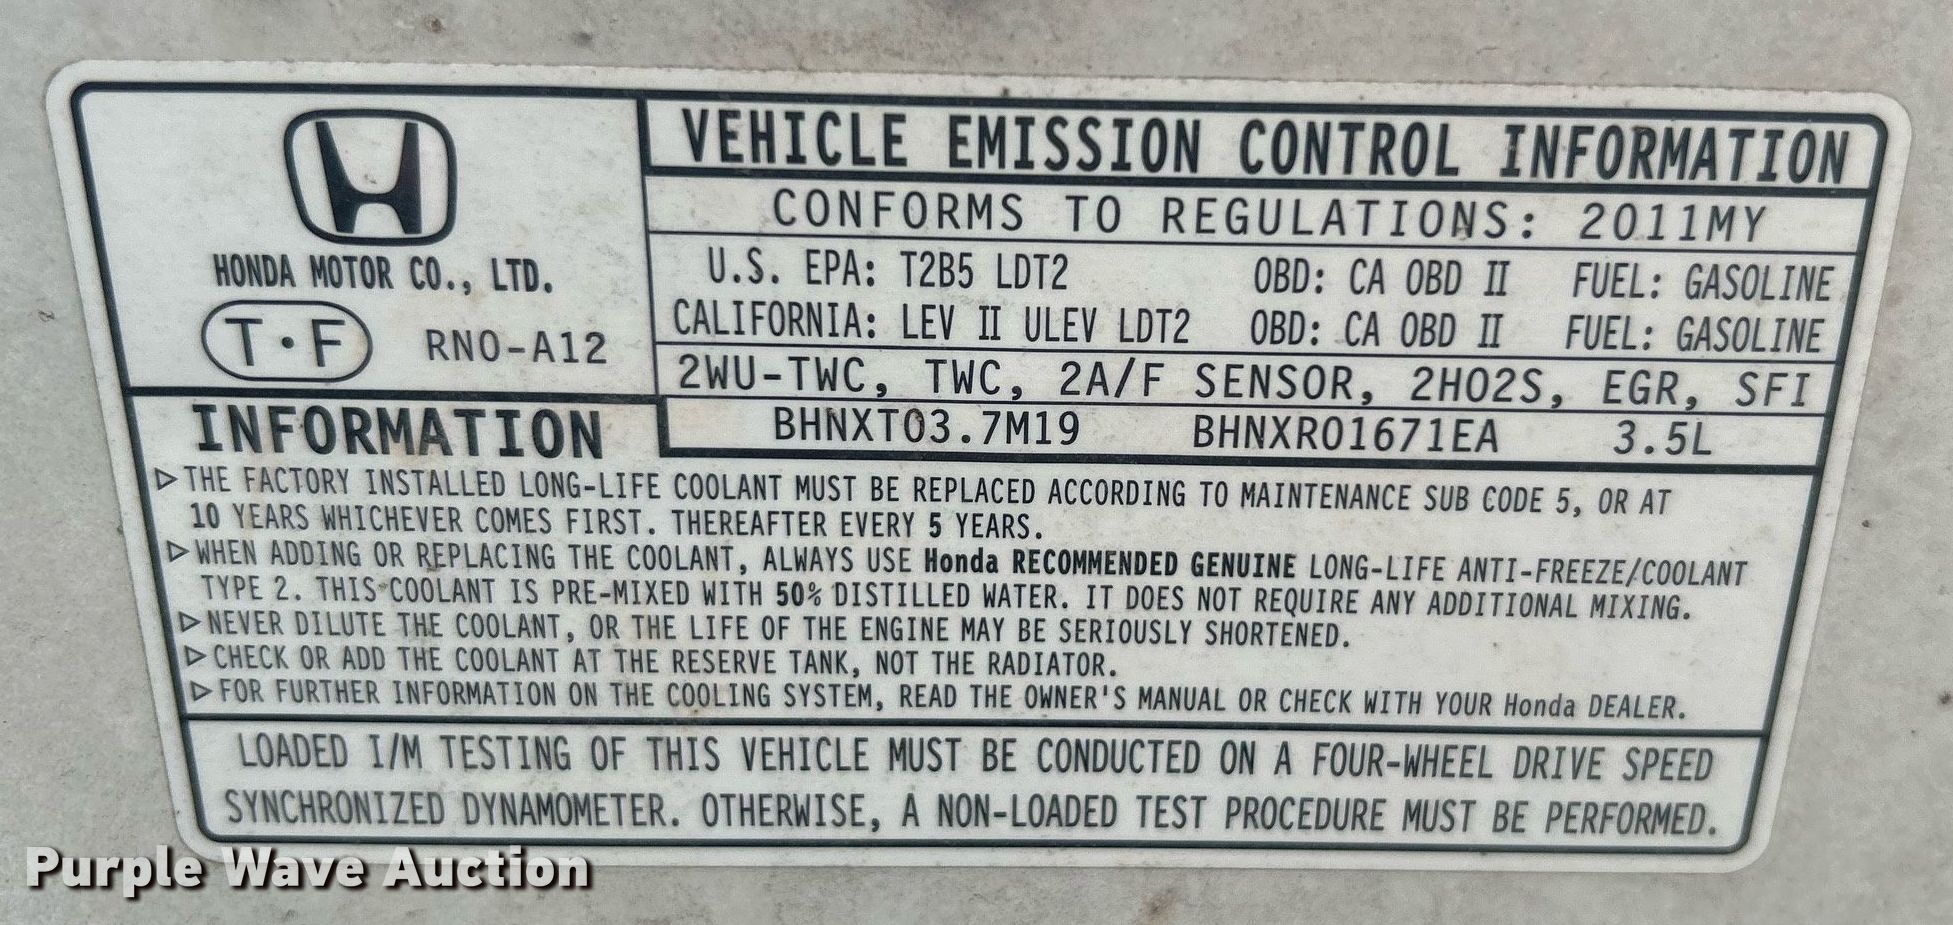 VEHICLE EMISSION CONTROL INFORMATION
CONFORMS TO REGULATIONS: 2011MY
HONDA MOTOR CO., LTD.
U.S. EPA: T2B5 LDT2 OBD: CA OBD II FUEL: GASOLINE
CALIFORNIA: LEV II ULEV LDT2 OBD: CA OBD II FUEL: GASOLINE
T·F RNO-A12
2WU-TWC, TWC, 2A/F SENSOR, 2HO2S, EGR, SFI
BHNXT03.7M19 BHNXR01671EA 3.5L
INFORMATION
▷THE FACTORY INSTALLED LONG-LIFE COOLANT MUST BE REPLACED ACCORDING TO MAINTENANCE SUB CODE 5, OR AT
10 YEARS WHICHEVER COMES FIRST. THEREAFTER EVERY 5 YEARS.
▷WHEN ADDING OR REPLACING THE COOLANT, ALWAYS USE Honda RECOMMENDED GENUINE LONG-LIFE ANTI-FREEZE/COOLANT
TYPE 2. THIS COOLANT IS PRE-MIXED WITH 50% DISTILLED WATER. IT DOES NOT REQUIRE ANY ADDITIONAL MIXING.
▷NEVER DILUTE THE COOLANT, OR THE LIFE OF THE ENGINE MAY BE SERIOUSLY SHORTENED.
▷CHECK OR ADD THE COOLANT AT THE RESERVE TANK, NOT THE RADIATOR.
▷FOR FURTHER INFORMATION ON THE COOLING SYSTEM, READ THE OWNER'S MANUAL OR CHECK WITH YOUR Honda DEALER.
LOADED I/M TESTING OF THIS VEHICLE MUST BE CONDUCTED ON A FOUR-WHEEL DRIVE SPEED
SYNCHRONIZED DYNAMOMETER. OTHERWISE, A NON-LOADED TEST PROCEDURE MUST BE PERFORMED.
Purple Wave Auction